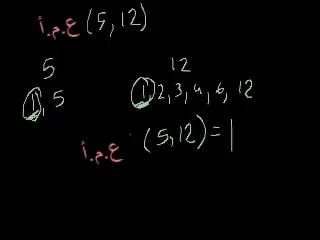 ع.م.أ (5, 12)
5 12
1, 5 1, 2, 3, 4, 6, 12
ع.م.أ (5, 12) = 1